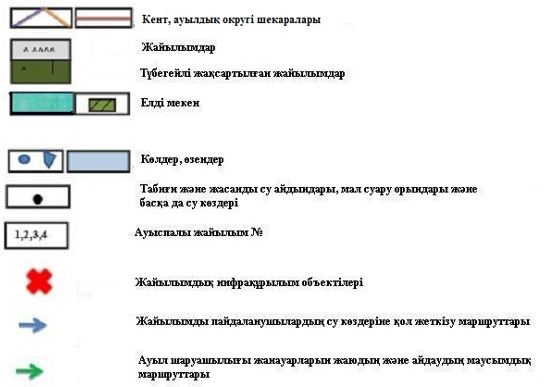 Кент, ауылдық округі шекаралары
Жайылымдар
Түбегейлі жақсартылған жайылымдар
Елді мекен
Көлдер, өзендер
Табиғи және жасанды су айдындары, мал суару орындары және
басқа да су көздері
1,2,3,4
Ауыспалы жайылым №
Жайылымдық инфрақұрылым объектілері
Жайылымды пайдаланушылардың су көздеріне қол жеткізу маршруттары
Ауыл шаруашылығы жануарларын жаюдың және айдаудың маусымдық
маршруттары